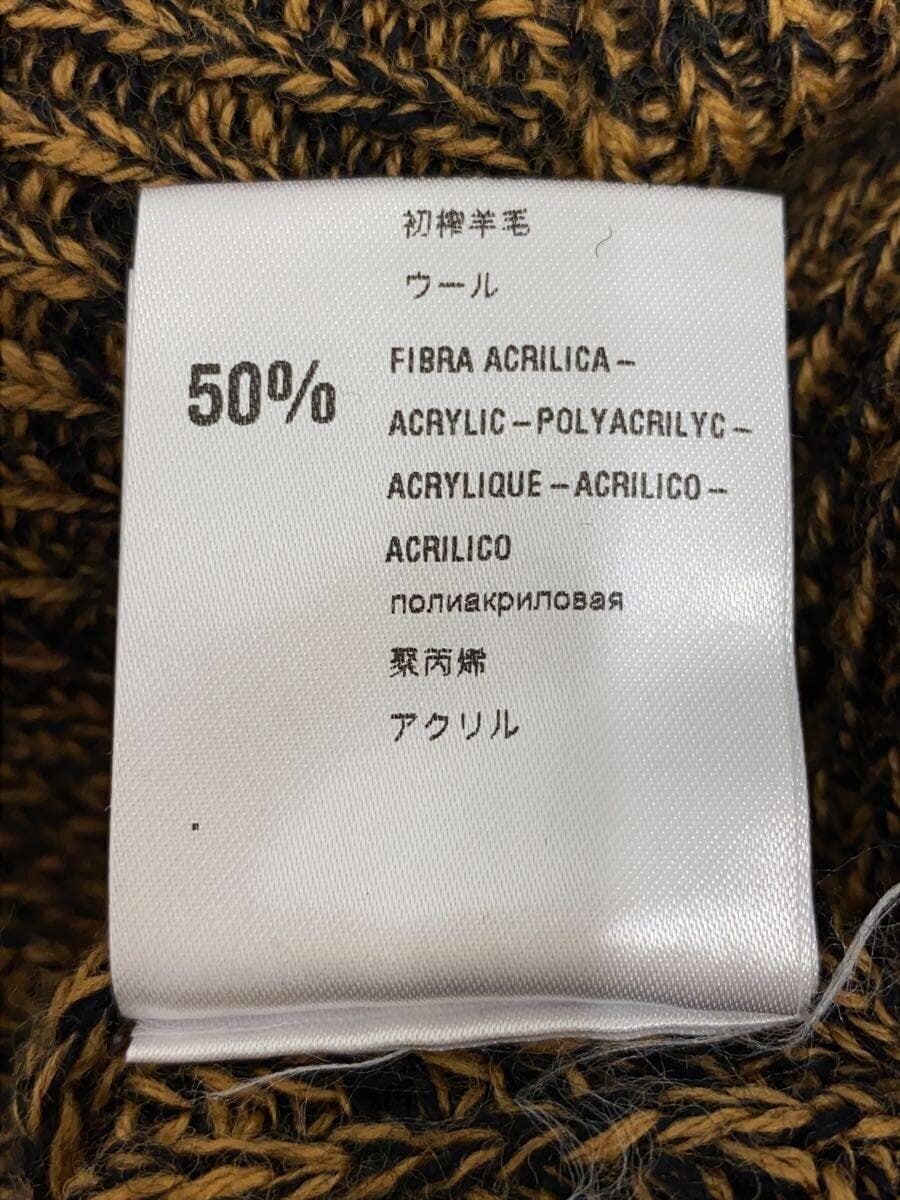 初榨羊毛
ウール
50% FIBRA ACRILICA –
ACRYLIC – POLYACRILYC –
ACRYLIQUE – ACRILICO –
ACRILICO
полиакриловая
聚丙烯
アクリル